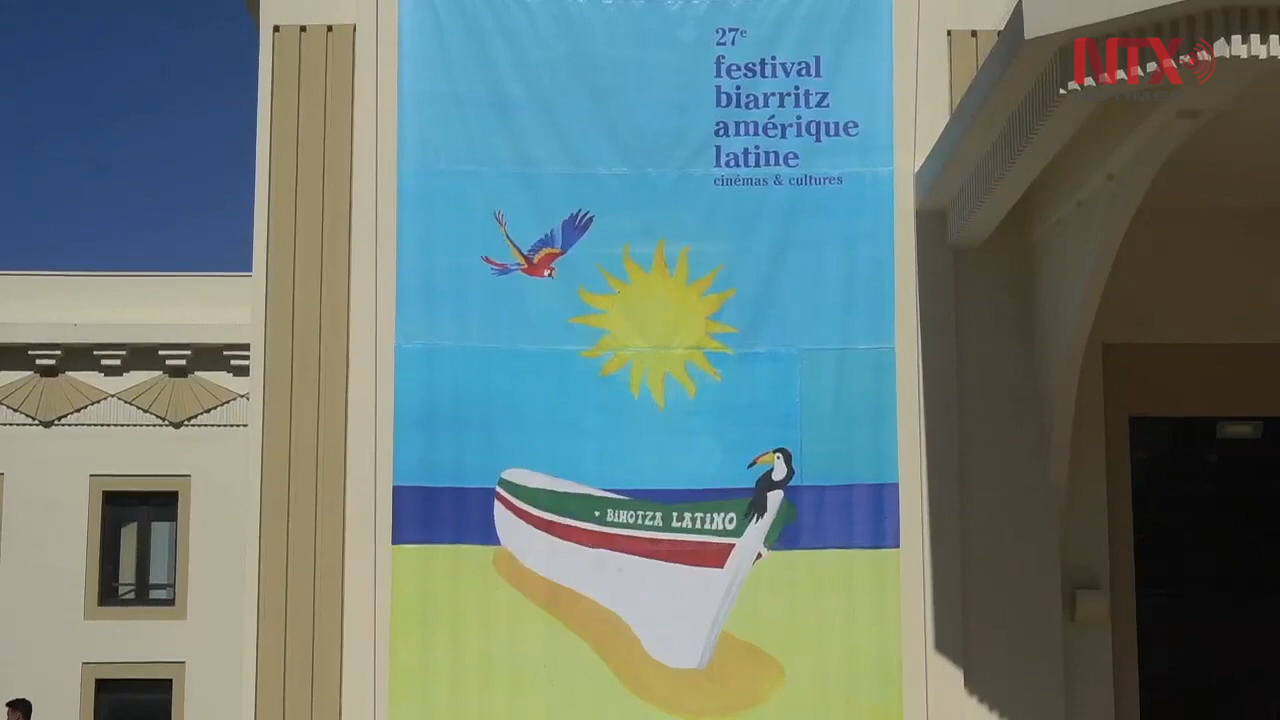 27e
festival
biarritz
amérique
latine
cinémas & cultures
NTX
BIHOTZA LATINO